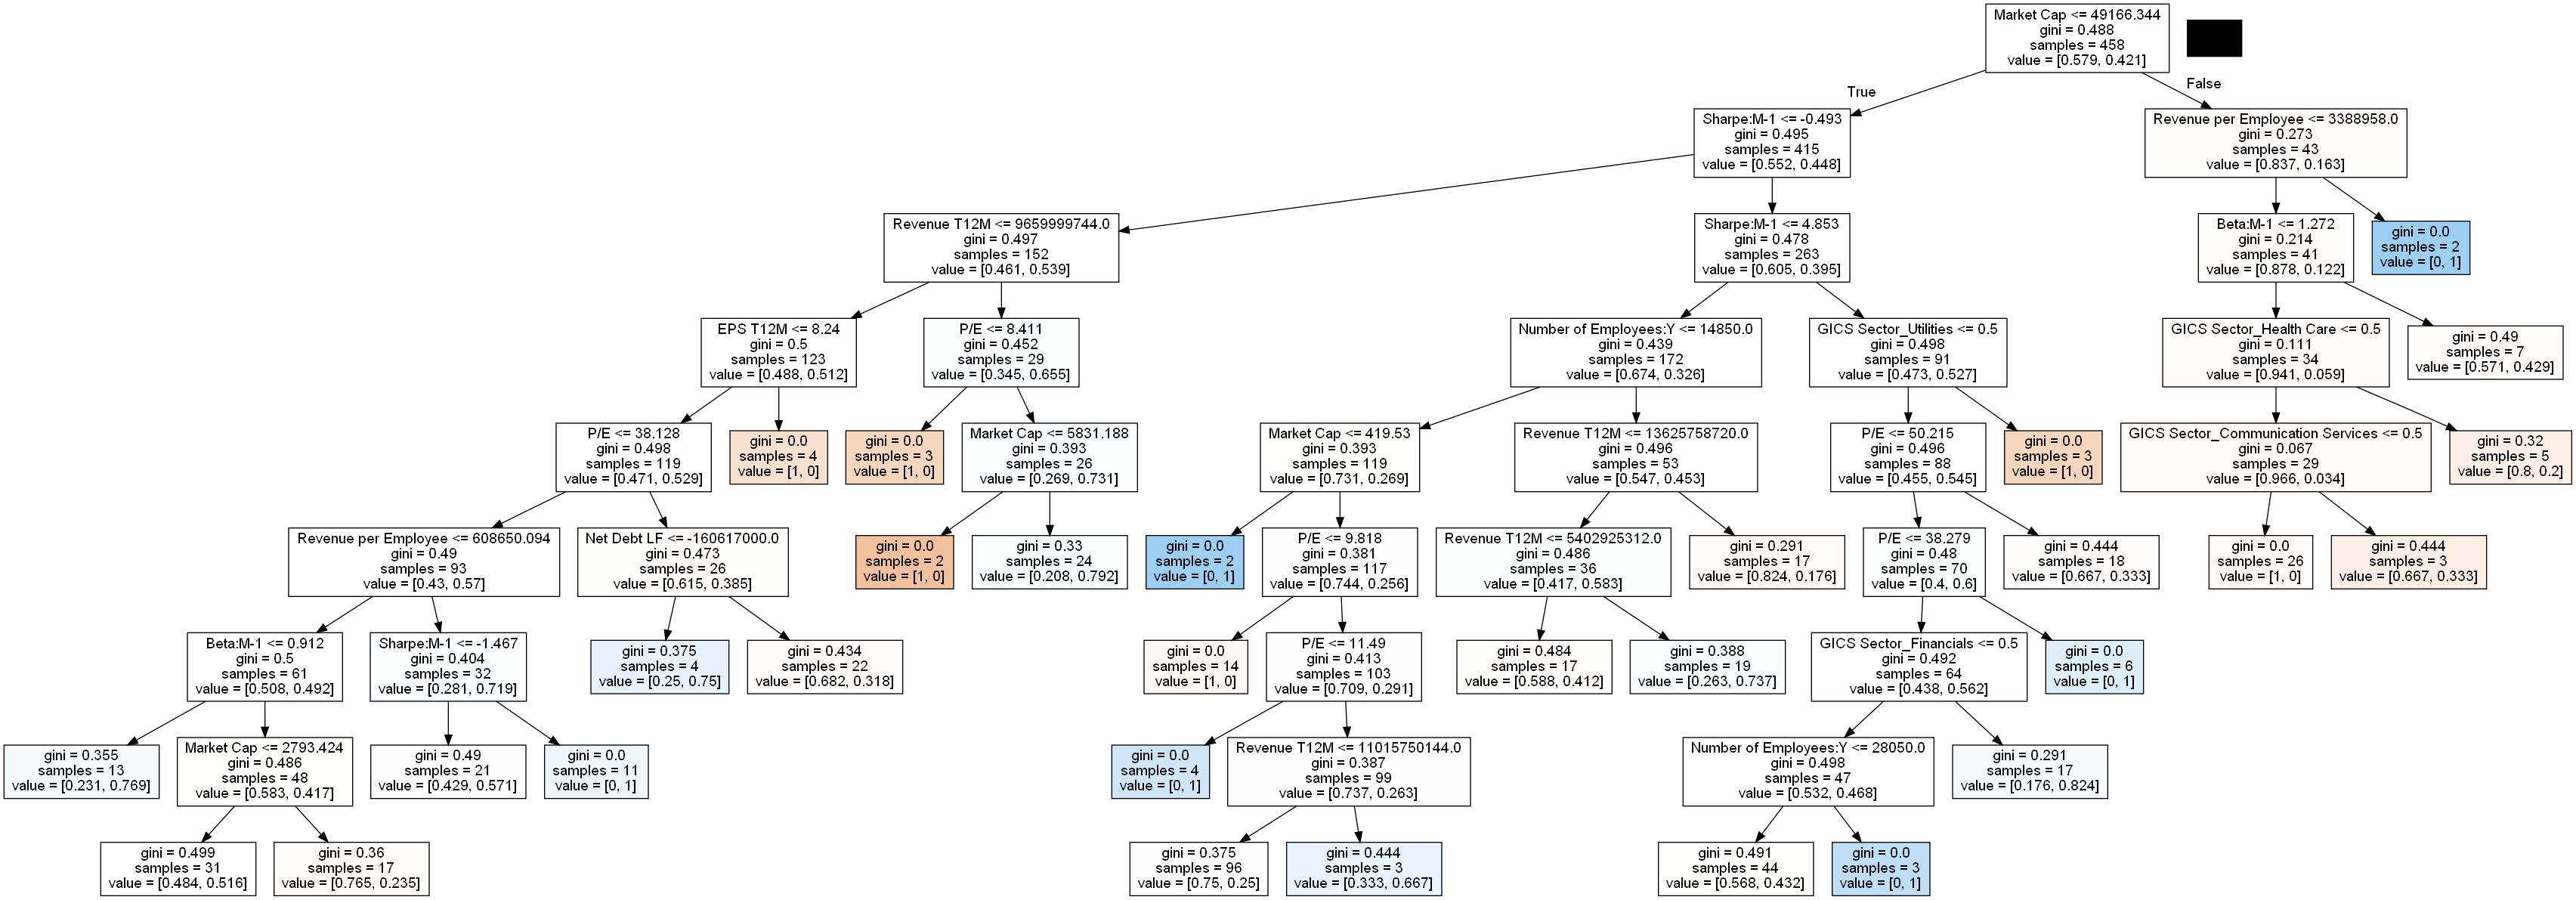 Market Cap <= 49166.344
gini = 0.488
samples = 458
value = [0.579, 0.421]
True
False
Sharpe:M-1 <= -0.493
gini = 0.495
samples = 415
value = [0.552, 0.448]
Revenue per Employee <= 3388958.0
gini = 0.273
samples = 43
value = [0.837, 0.163]
Revenue T12M <= 9659999744.0
gini = 0.497
samples = 152
value = [0.461, 0.539]
Sharpe:M-1 <= 4.853
gini = 0.478
samples = 263
value = [0.605, 0.395]
Beta:M-1 <= 1.272
gini = 0.214
samples = 41
value = [0.878, 0.122]
gini = 0.0
samples = 2
value = [0, 1]
EPS T12M <= 8.24
gini = 0.5
samples = 123
value = [0.488, 0.512]
P/E <= 8.411
gini = 0.452
samples = 29
value = [0.345, 0.655]
Number of Employees:Y <= 14850.0
gini = 0.439
samples = 172
value = [0.674, 0.326]
GICS Sector_Utilities <= 0.5
gini = 0.498
samples = 91
value = [0.473, 0.527]
GICS Sector_Health Care <= 0.5
gini = 0.111
samples = 34
value = [0.941, 0.059]
gini = 0.49
samples = 7
value = [0.571, 0.429]
P/E <= 38.128
gini = 0.498
samples = 119
value = [0.471, 0.529]
gini = 0.0
samples = 4
value = [1, 0]
gini = 0.0
samples = 3
value = [1, 0]
Market Cap <= 5831.188
gini = 0.393
samples = 26
value = [0.269, 0.731]
Market Cap <= 419.53
gini = 0.393
samples = 119
value = [0.731, 0.269]
Revenue T12M <= 13625758720.0
gini = 0.496
samples = 53
value = [0.547, 0.453]
P/E <= 50.215
gini = 0.496
samples = 88
value = [0.455, 0.545]
gini = 0.0
samples = 3
value = [1, 0]
GICS Sector_Communication Services <= 0.5
gini = 0.067
samples = 29
value = [0.966, 0.034]
gini = 0.32
samples = 5
value = [0.8, 0.2]
Revenue per Employee <= 608650.094
gini = 0.49
samples = 93
value = [0.43, 0.57]
Net Debt LF <= -160617000.0
gini = 0.473
samples = 26
value = [0.615, 0.385]
gini = 0.0
samples = 2
value = [1, 0]
gini = 0.33
samples = 24
value = [0.208, 0.792]
gini = 0.0
samples = 2
value = [0, 1]
P/E <= 9.818
gini = 0.381
samples = 117
value = [0.744, 0.256]
Revenue T12M <= 5402925312.0
gini = 0.486
samples = 36
value = [0.417, 0.583]
gini = 0.291
samples = 17
value = [0.824, 0.176]
P/E <= 38.279
gini = 0.48
samples = 70
value = [0.4, 0.6]
gini = 0.444
samples = 18
value = [0.667, 0.333]
gini = 0.0
samples = 26
value = [1, 0]
gini = 0.444
samples = 3
value = [0.667, 0.333]
Beta:M-1 <= 0.912
gini = 0.5
samples = 61
value = [0.508, 0.492]
Sharpe:M-1 <= -1.467
gini = 0.404
samples = 32
value = [0.281, 0.719]
gini = 0.375
samples = 4
value = [0.25, 0.75]
gini = 0.434
samples = 22
value = [0.682, 0.318]
gini = 0.0
samples = 14
value = [1, 0]
P/E <= 11.49
gini = 0.413
samples = 103
value = [0.709, 0.291]
gini = 0.484
samples = 17
value = [0.588, 0.412]
gini = 0.388
samples = 19
value = [0.263, 0.737]
GICS Sector_Financials <= 0.5
gini = 0.492
samples = 64
value = [0.438, 0.562]
gini = 0.0
samples = 6
value = [0, 1]
gini = 0.355
samples = 13
value = [0.231, 0.769]
Market Cap <= 2793.424
gini = 0.486
samples = 48
value = [0.583, 0.417]
gini = 0.49
samples = 21
value = [0.429, 0.571]
gini = 0.0
samples = 11
value = [0, 1]
gini = 0.0
samples = 4
value = [0, 1]
Revenue T12M <= 11015750144.0
gini = 0.387
samples = 99
value = [0.737, 0.263]
Number of Employees:Y <= 28050.0
gini = 0.498
samples = 47
value = [0.532, 0.468]
gini = 0.291
samples = 17
value = [0.176, 0.824]
gini = 0.499
samples = 31
value = [0.484, 0.516]
gini = 0.36
samples = 17
value = [0.765, 0.235]
gini = 0.375
samples = 96
value = [0.75, 0.25]
gini = 0.444
samples = 3
value = [0.333, 0.667]
gini = 0.491
samples = 44
value = [0.568, 0.432]
gini = 0.0
samples = 3
value = [0, 1]